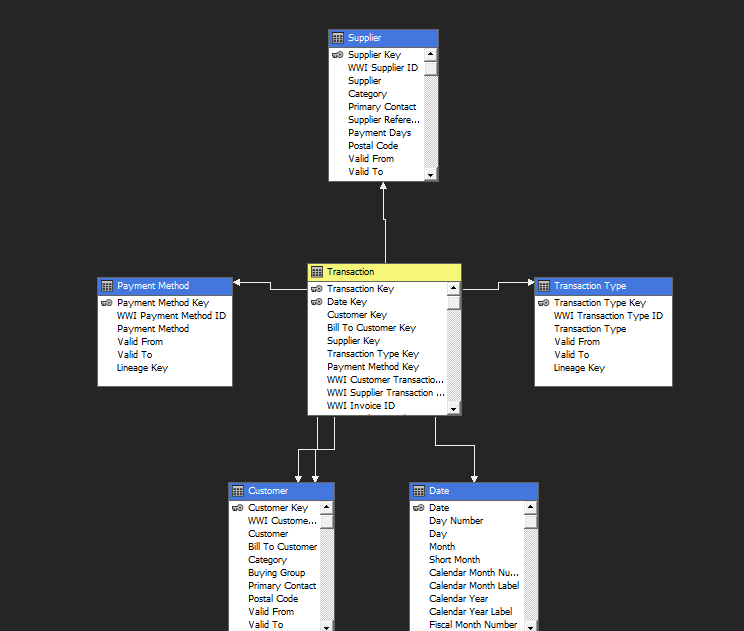 Supplier
Supplier Key
WWI Supplier ID
Supplier
Category
Primary Contact
Supplier Refere...
Payment Days
Postal Code
Valid From
Valid To
Payment Method
Payment Method Key
WWI Payment Method ID
Payment Method
Valid From
Valid To
Lineage Key
Transaction
Transaction Key
Date Key
Customer Key
Bill To Customer Key
Supplier Key
Transaction Type Key
Payment Method Key
WWI Customer Transactio...
WWI Supplier Transaction ...
WWI Invoice ID
Transaction Type
Transaction Type Key
WWI Transaction Type ID
Transaction Type
Valid From
Valid To
Lineage Key
Customer
Customer Key
WWI Custome...
Customer
Bill To Customer
Category
Buying Group
Primary Contact
Postal Code
Valid From
Valid To
Date
Date
Day Number
Day
Month
Short Month
Calendar Month Nu...
Calendar Month Label
Calendar Year
Calendar Year Label
Fiscal Month Number